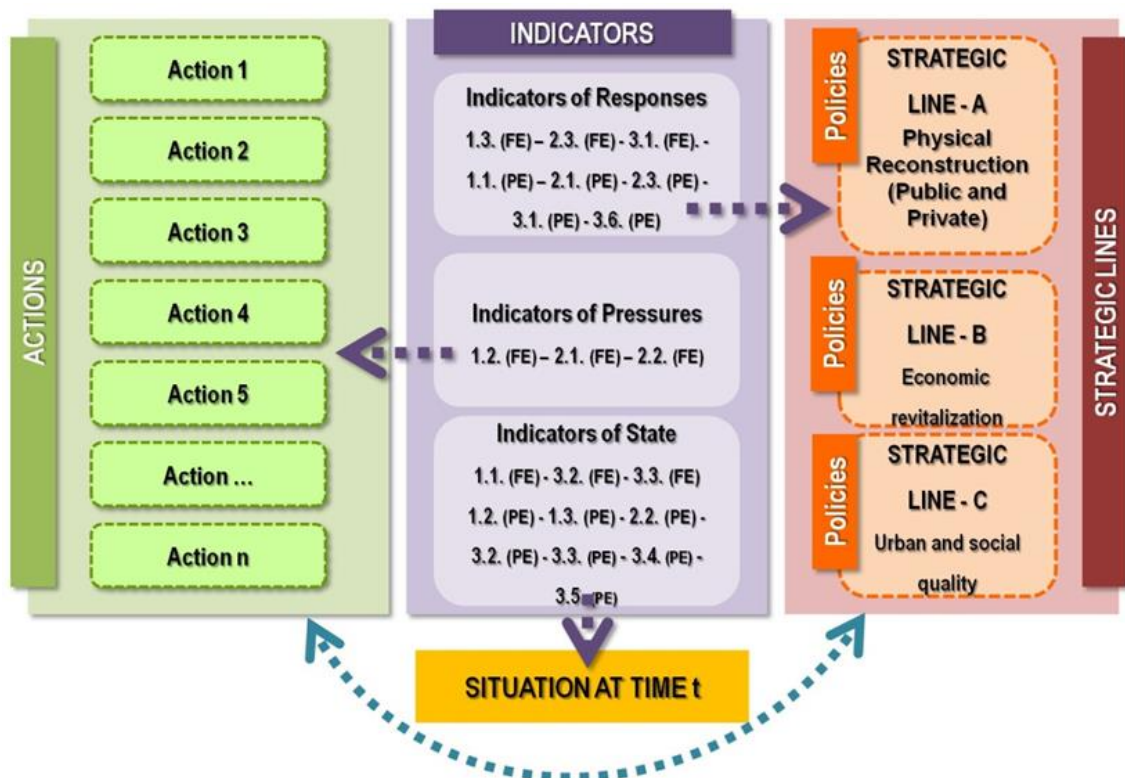 ACTIONS
Action 1
Action 2
Action 3
Action 4
Action 5
Action ...
Action n
INDICATORS
Indicators of Responses
1.3. (FE) – 2.3. (FE) - 3.1. (FE). -
1.1. (PE) – 2.1. (PE) - 2.3. (PE) -
3.1. (PE) - 3.6. (PE)
Indicators of Pressures
1.2. (FE) – 2.1. (FE) – 2.2. (FE)
Indicators of State
1.1. (FE) - 3.2. (FE) - 3.3. (FE)
1.2. (PE) - 1.3. (PE) - 2.2. (PE) -
3.2. (PE) - 3.3. (PE) - 3.4. (PE) -
3.5. (PE)
SITUATION AT TIME t
Policies
STRATEGIC
LINE - A
Physical
Reconstruction
(Public and
Private)
Policies
STRATEGIC
LINE - B
Economic
revitalization
Policies
STRATEGIC
LINE - C
Urban and social
quality
STRATEGIC LINES